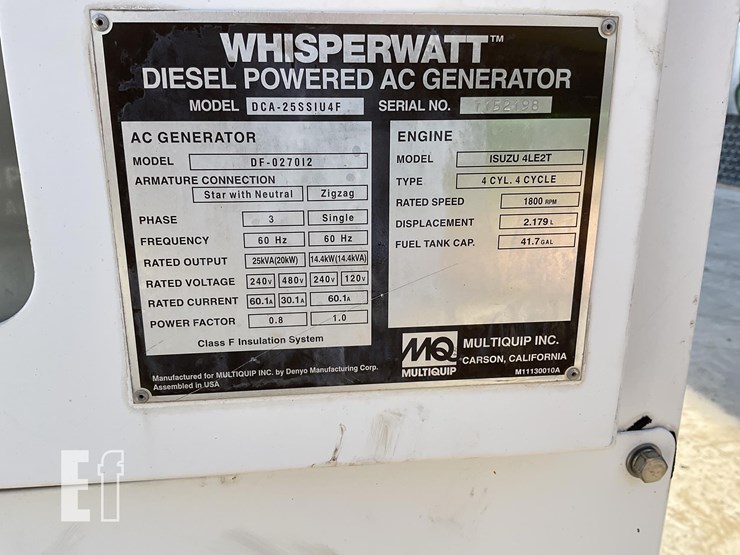 WHISPERWATT™
DIESEL POWERED AC GENERATOR
MODEL DCA-25SSIU4F SERIAL NO.
AC GENERATOR
MODEL DF-0270I2
ARMATURE CONNECTION
Star with Neutral Zigzag
PHASE 3 Single
FREQUENCY 60 Hz 60 Hz
RATED OUTPUT 25kVA(20kW) 14.4kW(14.4kVA)
RATED VOLTAGE 240V 480V 240V 120V
RATED CURRENT 60.1A 30.1A 60.1A
POWER FACTOR 0.8 1.0
Class F Insulation System
ENGINE
MODEL ISUZU 4LE2T
TYPE 4 CYL. 4 CYCLE
RATED SPEED 1800 RPM
DISPLACEMENT 2.179 L
FUEL TANK CAP. 41.7 GAL
Manufactured for MULTIQUIP INC. by Denyo Manufacturing Corp.
Assembled in USA
MQ
MULTIQUIP
MULTIQUIP INC.
CARSON, CALIFORNIA
M11130010A
Ef